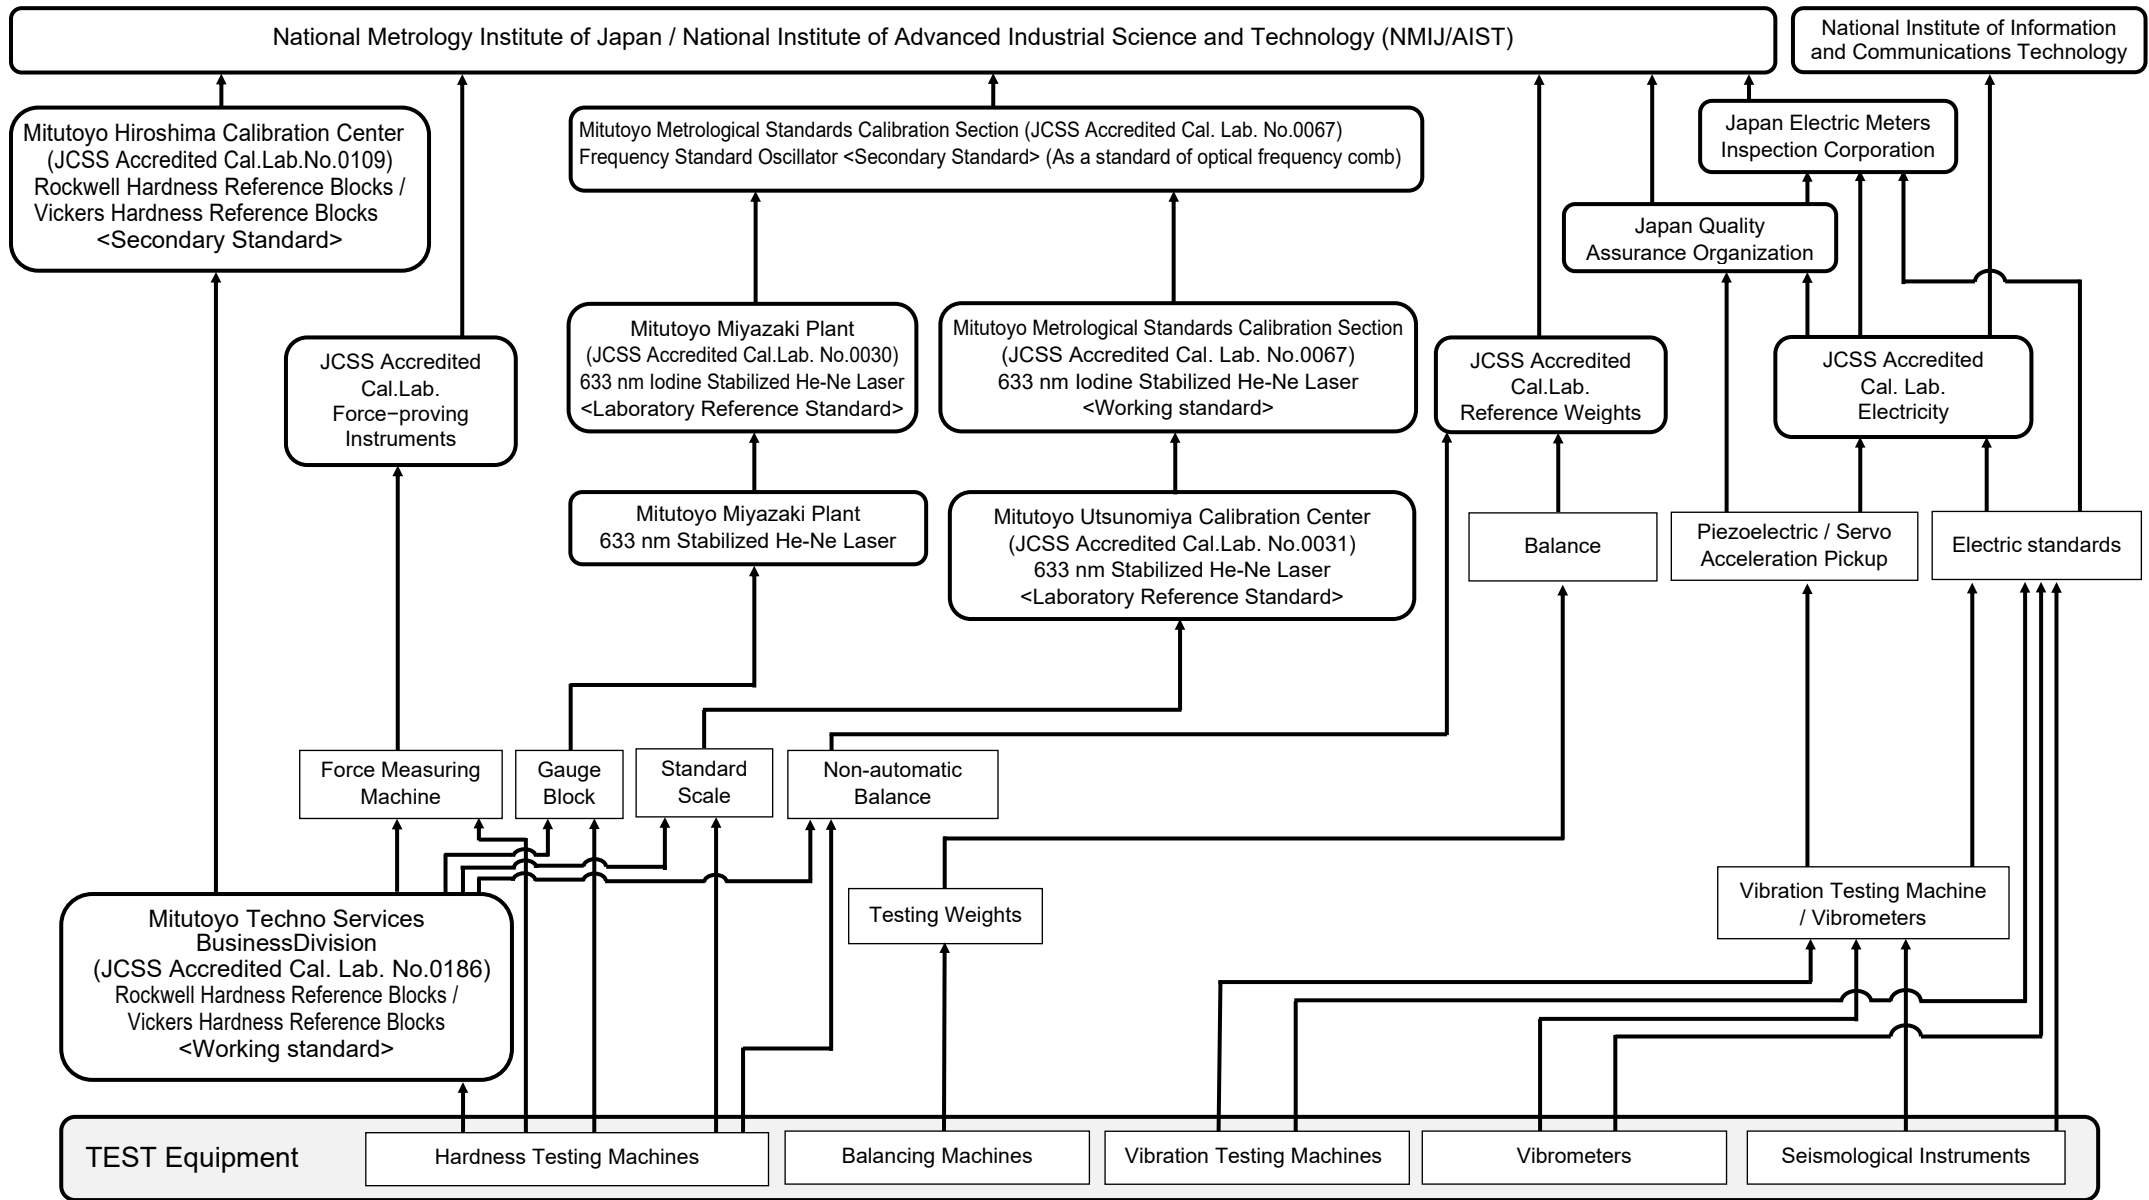 National Metrology Institute of Japan / National Institute of Advanced Industrial Science and Technology (NMIJ/AIST)
National Institute of Information
and Communications Technology
Mitutoyo Hiroshima Calibration Center
(JCSS Accredited Cal.Lab.No.0109)
Rockwell Hardness Reference Blocks /
Vickers Hardness Reference Blocks
<Secondary Standard>
Mitutoyo Metrological Standards Calibration Section (JCSS Accredited Cal. Lab. No.0067)
Frequency Standard Oscillator <Secondary Standard> (As a standard of optical frequency comb)
Japan Electric Meters
Inspection Corporation
Japan Quality
Assurance Organization
JCSS Accredited
Cal.Lab.
Force−proving
Instruments
Mitutoyo Miyazaki Plant
(JCSS Accredited Cal.Lab. No.0030)
633 nm Iodine Stabilized He-Ne Laser
<Laboratory Reference Standard>
Mitutoyo Metrological Standards Calibration Section
(JCSS Accredited Cal. Lab. No.0067)
633 nm Iodine Stabilized He-Ne Laser
<Working standard>
JCSS Accredited
Cal.Lab.
Reference Weights
JCSS Accredited
Cal. Lab.
Electricity
Mitutoyo Miyazaki Plant
633 nm Stabilized He-Ne Laser
Mitutoyo Utsunomiya Calibration Center
(JCSS Accredited Cal.Lab. No.0031)
633 nm Stabilized He-Ne Laser
<Laboratory Reference Standard>
Balance
Piezoelectric / Servo
Acceleration Pickup
Electric standards
Force Measuring
Machine
Gauge
Block
Standard
Scale
Non-automatic
Balance
Testing Weights
Vibration Testing Machine
/ Vibrometers
Mitutoyo Techno Services
BusinessDivision
(JCSS Accredited Cal. Lab. No.0186)
Rockwell Hardness Reference Blocks /
Vickers Hardness Reference Blocks
<Working standard>
TEST Equipment
Hardness Testing Machines
Balancing Machines
Vibration Testing Machines
Vibrometers
Seismological Instruments